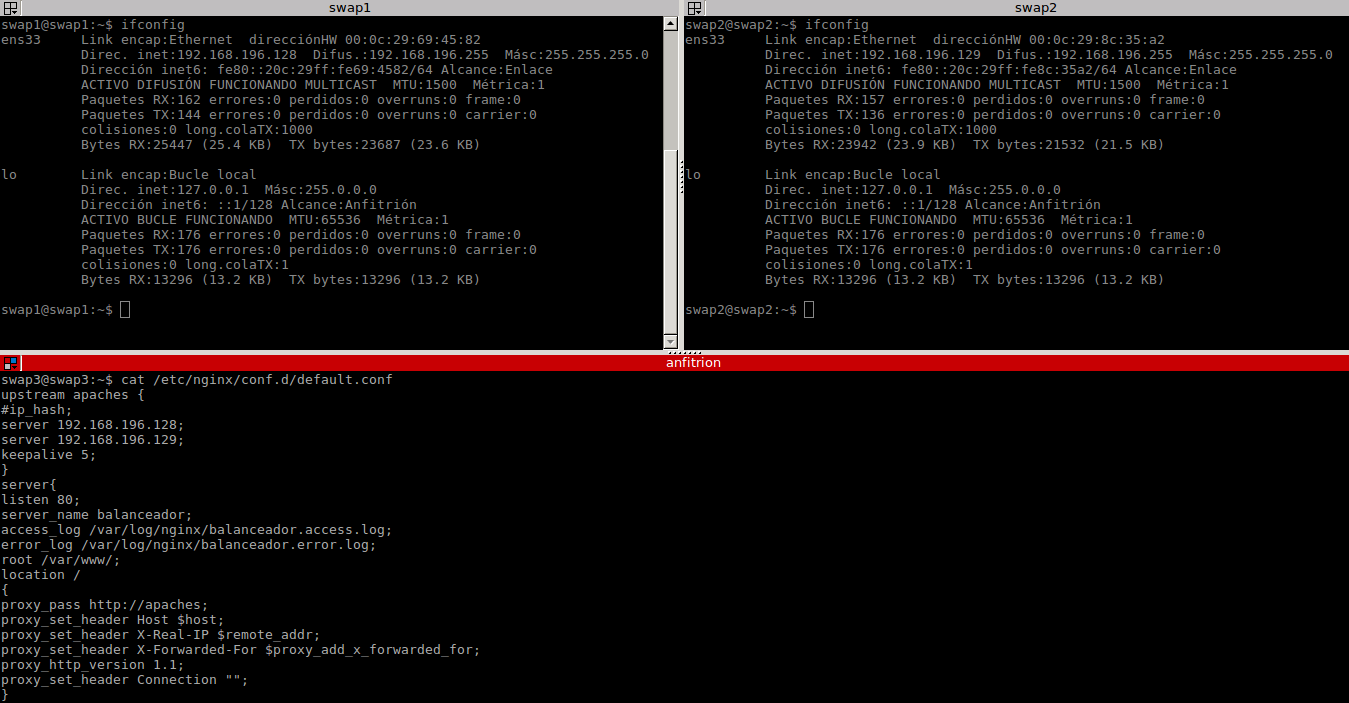 swap1
swap1@swap1:~$ ifconfig
ens33     Link encap:Ethernet  direcciónHW 00:0c:29:69:45:82
          Direc. inet:192.168.196.128  Difus.:192.168.196.255  Másc:255.255.255.0
          Dirección inet6: fe80::20c:29ff:fe69:4582/64 Alcance:Enlace
          ACTIVO DIFUSIÓN FUNCIONANDO MULTICAST  MTU:1500  Métrica:1
          Paquetes RX:162 errores:0 perdidos:0 overruns:0 frame:0
          Paquetes TX:144 errores:0 perdidos:0 overruns:0 carrier:0
          colisiones:0 long.colaTX:1000
          Bytes RX:25447 (25.4 KB)  TX bytes:23687 (23.6 KB)
lo        Link encap:Bucle local
          Direc. inet:127.0.0.1  Másc:255.0.0.0
          Dirección inet6: ::1/128 Alcance:Anfitrión
          ACTIVO BUCLE FUNCIONANDO  MTU:65536  Métrica:1
          Paquetes RX:176 errores:0 perdidos:0 overruns:0 frame:0
          Paquetes TX:176 errores:0 perdidos:0 overruns:0 carrier:0
          colisiones:0 long.colaTX:1
          Bytes RX:13296 (13.2 KB)  TX bytes:13296 (13.2 KB)
swap1@swap1:~$
swap2
swap2@swap2:~$ ifconfig
ens33     Link encap:Ethernet  direcciónHW 00:0c:29:8c:35:a2
          Direc. inet:192.168.196.129  Difus.:192.168.196.255  Másc:255.255.255.0
          Dirección inet6: fe80::20c:29ff:fe8c:35a2/64 Alcance:Enlace
          ACTIVO DIFUSIÓN FUNCIONANDO MULTICAST  MTU:1500  Métrica:1
          Paquetes RX:157 errores:0 perdidos:0 overruns:0 frame:0
          Paquetes TX:136 errores:0 perdidos:0 overruns:0 carrier:0
          colisiones:0 long.colaTX:1000
          Bytes RX:23942 (23.9 KB)  TX bytes:21532 (21.5 KB)
lo        Link encap:Bucle local
          Direc. inet:127.0.0.1  Másc:255.0.0.0
          Dirección inet6: ::1/128 Alcance:Anfitrión
          ACTIVO BUCLE FUNCIONANDO  MTU:65536  Métrica:1
          Paquetes RX:176 errores:0 perdidos:0 overruns:0 frame:0
          Paquetes TX:176 errores:0 perdidos:0 overruns:0 carrier:0
          colisiones:0 long.colaTX:1
          Bytes RX:13296 (13.2 KB)  TX bytes:13296 (13.2 KB)
swap2@swap2:~$
anfitrion
swap3@swap3:~$ cat /etc/nginx/conf.d/default.conf
upstream apaches {
#ip_hash;
server 192.168.196.128;
server 192.168.196.129;
keepalive 5;
}
server{
listen 80;
server_name balanceador;
access_log /var/log/nginx/balanceador.access.log;
error_log /var/log/nginx/balanceador.error.log;
root /var/www/;
location /
{
proxy_pass http://apaches;
proxy_set_header Host $host;
proxy_set_header X-Real-IP $remote_addr;
proxy_set_header X-Forwarded-For $proxy_add_x_forwarded_for;
proxy_http_version 1.1;
proxy_set_header Connection "";
}